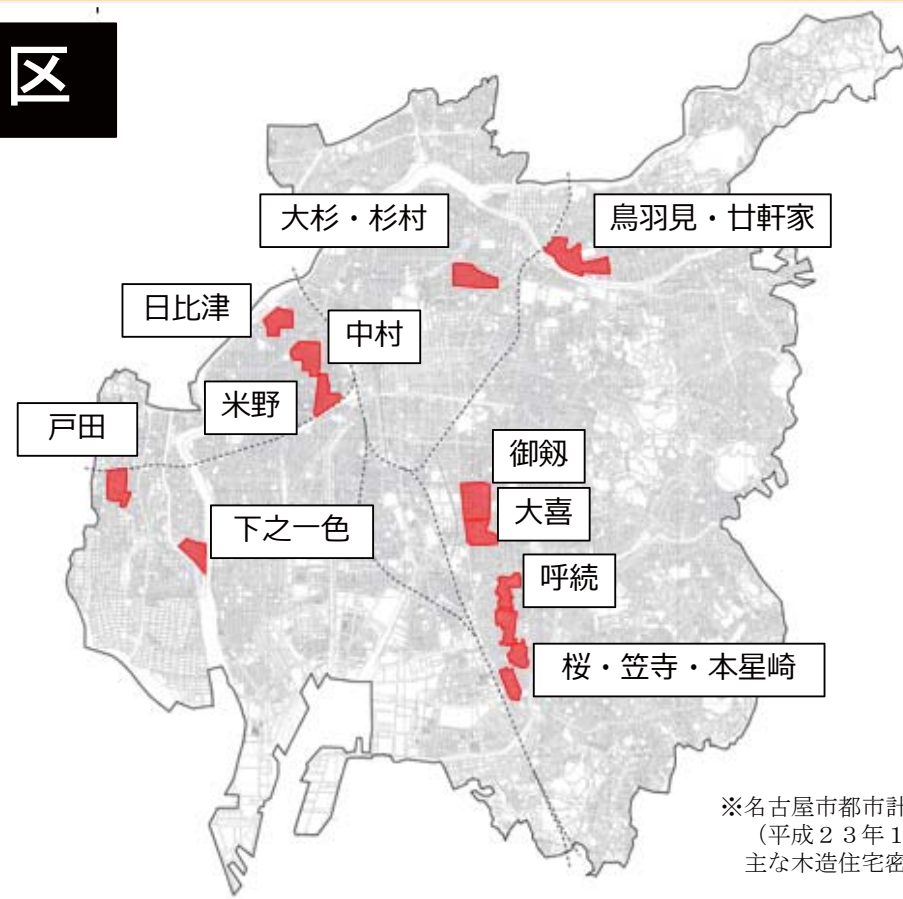 区
大杉・杉村
鳥羽見・廿軒家
日比津
中村
米野
戸田
御剱
大喜
下之一色
呼続
桜・笠寺・本星崎
※名古屋市都市計
（平成２３年１
主な木造住宅密